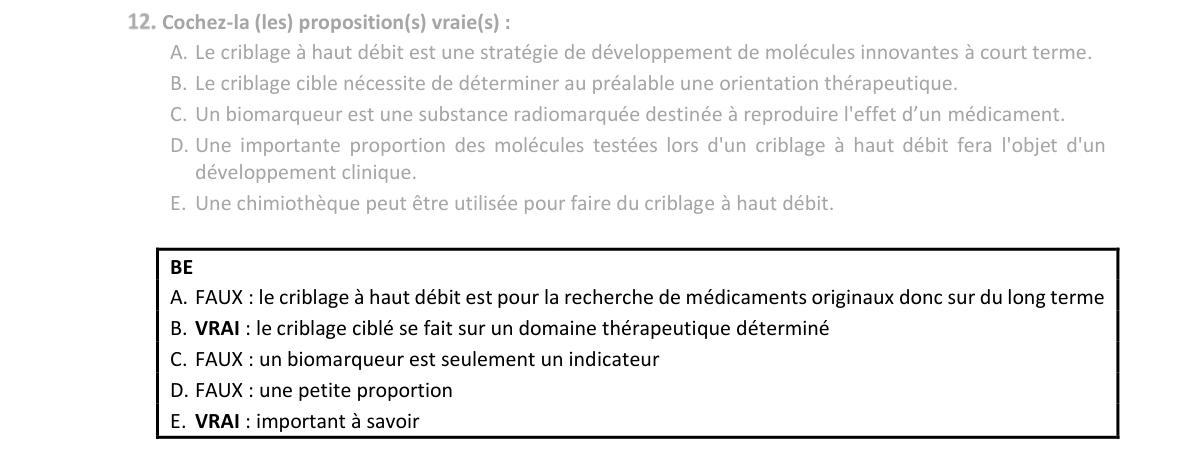 12. Cochez-la (les) proposition(s) vraie(s) :
A. Le criblage à haut débit est une stratégie de développement de molécules innovantes à court terme.
B. Le criblage cible nécessite de déterminer au préalable une orientation thérapeutique.
C. Un biomarqueur est une substance radiomarquée destinée à reproduire l'effet d’un médicament.
D. Une importante proportion des molécules testées lors d'un criblage à haut débit fera l'objet d'un
développement clinique.
E. Une chimiothèque peut être utilisée pour faire du criblage à haut débit.
BE
A. FAUX : le criblage à haut débit est pour la recherche de médicaments originaux donc sur du long terme
B. VRAI : le criblage ciblé se fait sur un domaine thérapeutique déterminé
C. FAUX : un biomarqueur est seulement un indicateur
D. FAUX : une petite proportion
E. VRAI : important à savoir